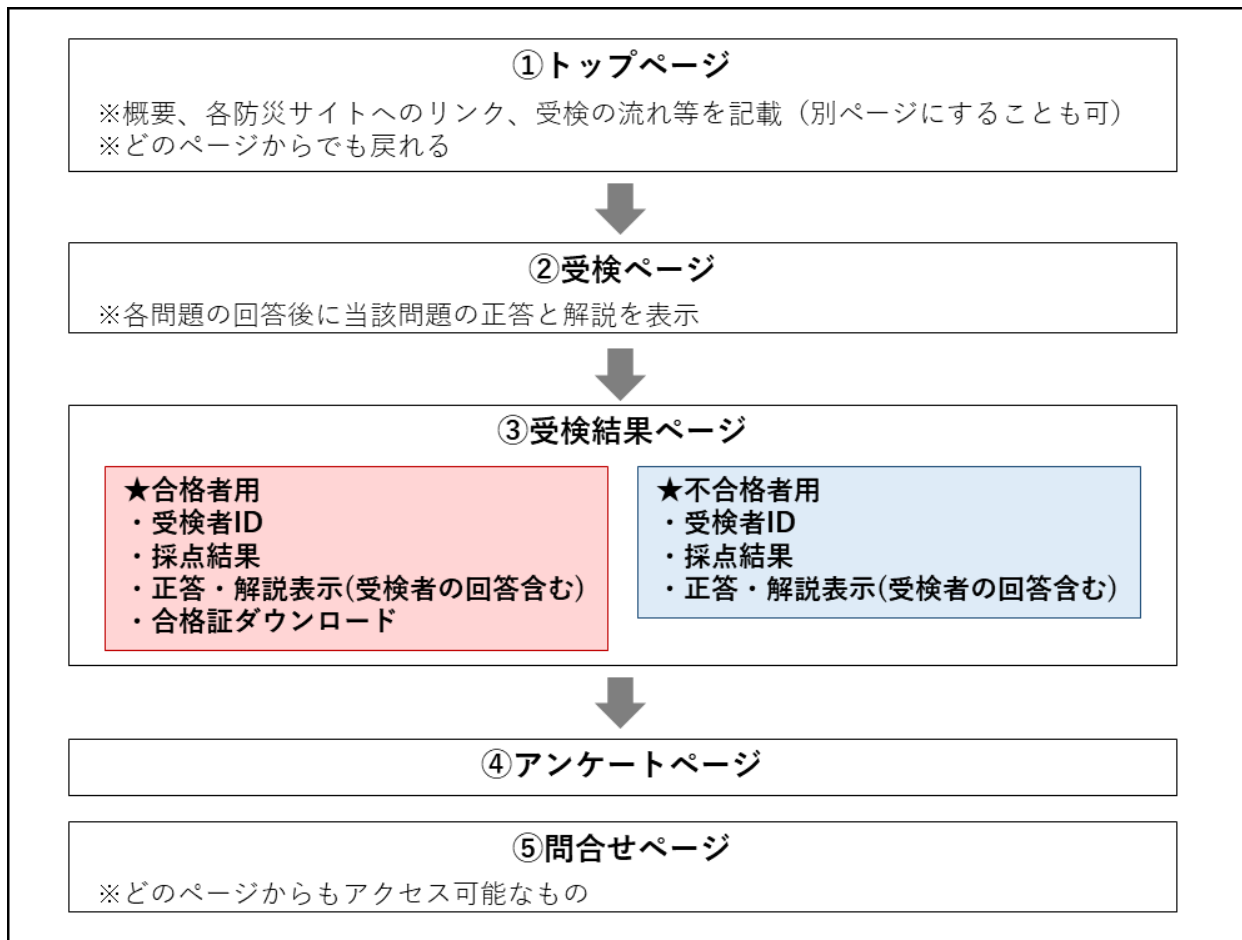 ①トップページ
※概要、各防災サイトへのリンク、受検の流れ等を記載（別ページにすることも可）
※どのページからでも戻れる
②受検ページ
※各問題の回答後に当該問題の正答と解説を表示
③受検結果ページ
★合格者用
・受検者ID
・採点結果
・正答・解説表示(受検者の回答含む)
・合格証ダウンロード
★不合格者用
・受検者ID
・採点結果
・正答・解説表示(受検者の回答含む)
④アンケートページ
⑤問合せページ
※どのページからもアクセス可能なもの